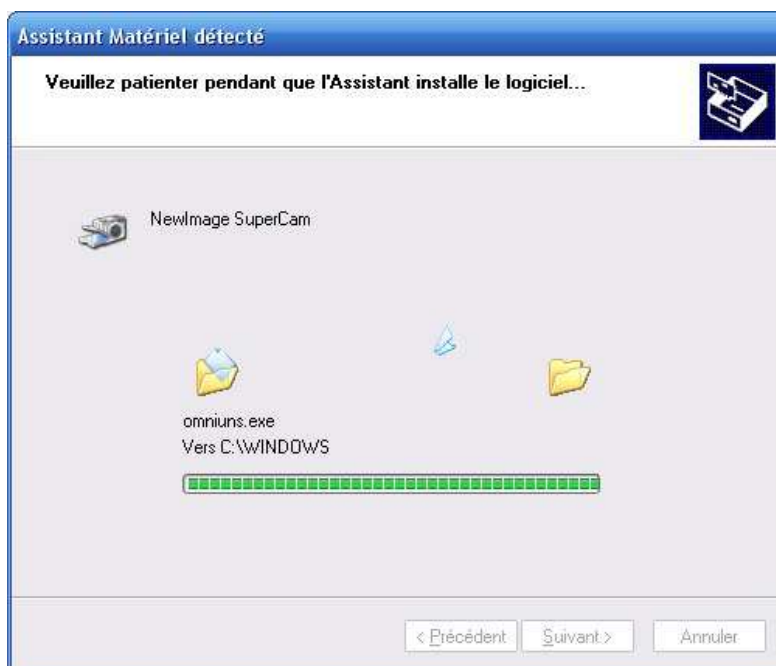 Assistant Matériel détecté
Veuillez patienter pendant que l'Assistant installe le logiciel...
NewImage SuperCam
omniuns.exe
Vers C:\WINDOWS
< Précédent
Suivant >
Annuler